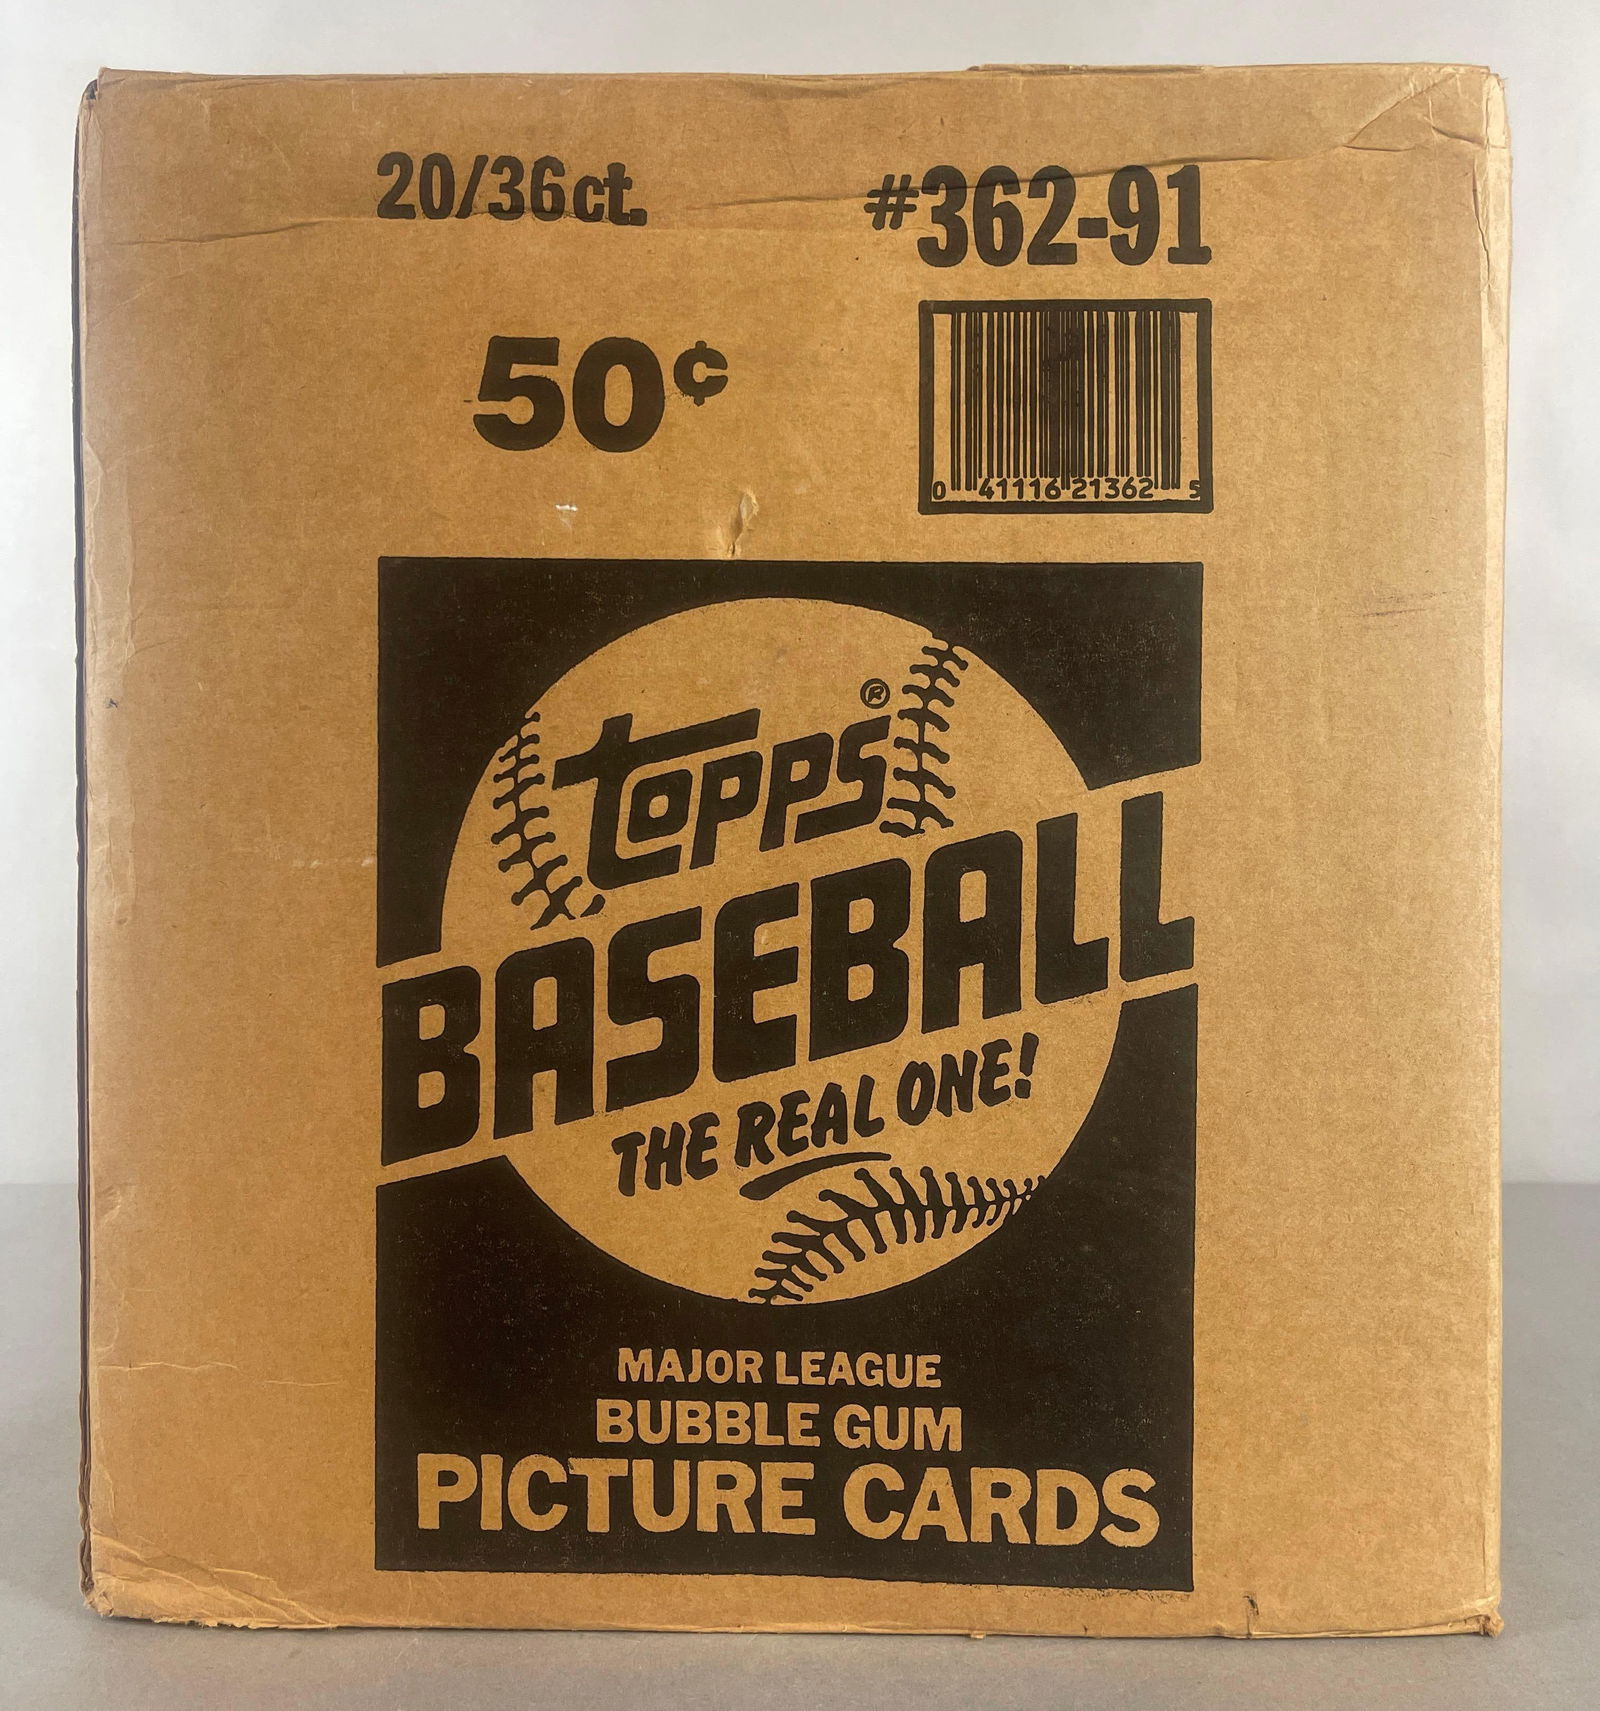 20/36ct.
#362-91
50¢
0 41116 21362 5
topps®
BASEBALL
THE REAL ONE!
MAJOR LEAGUE
BUBBLE GUM
PICTURE CARDS